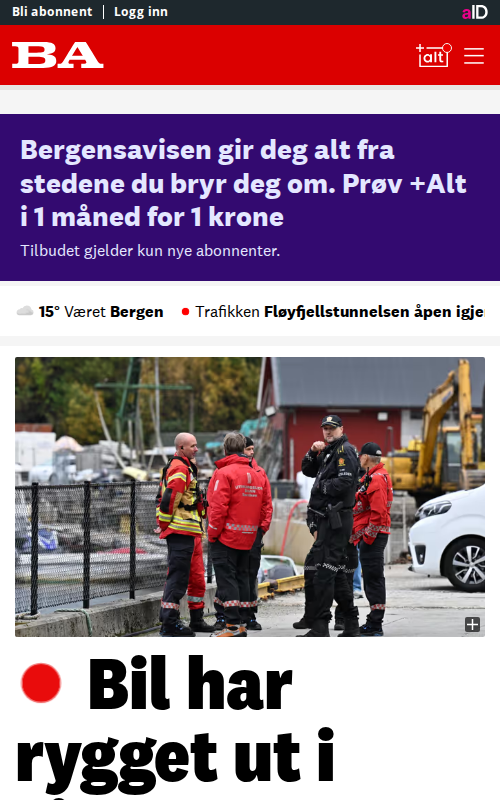 Bli abonnent
Logg inn
aID
BA
+alt
Bergensavisen gir deg alt fra
stedene du bryr deg om. Prøv +Alt
i 1 måned for 1 krone
Tilbudet gjelder kun nye abonnenter.
15° Været Bergen
Trafikken Fløyfjellstunnelsen åpen igje
Bil har
rygget ut i